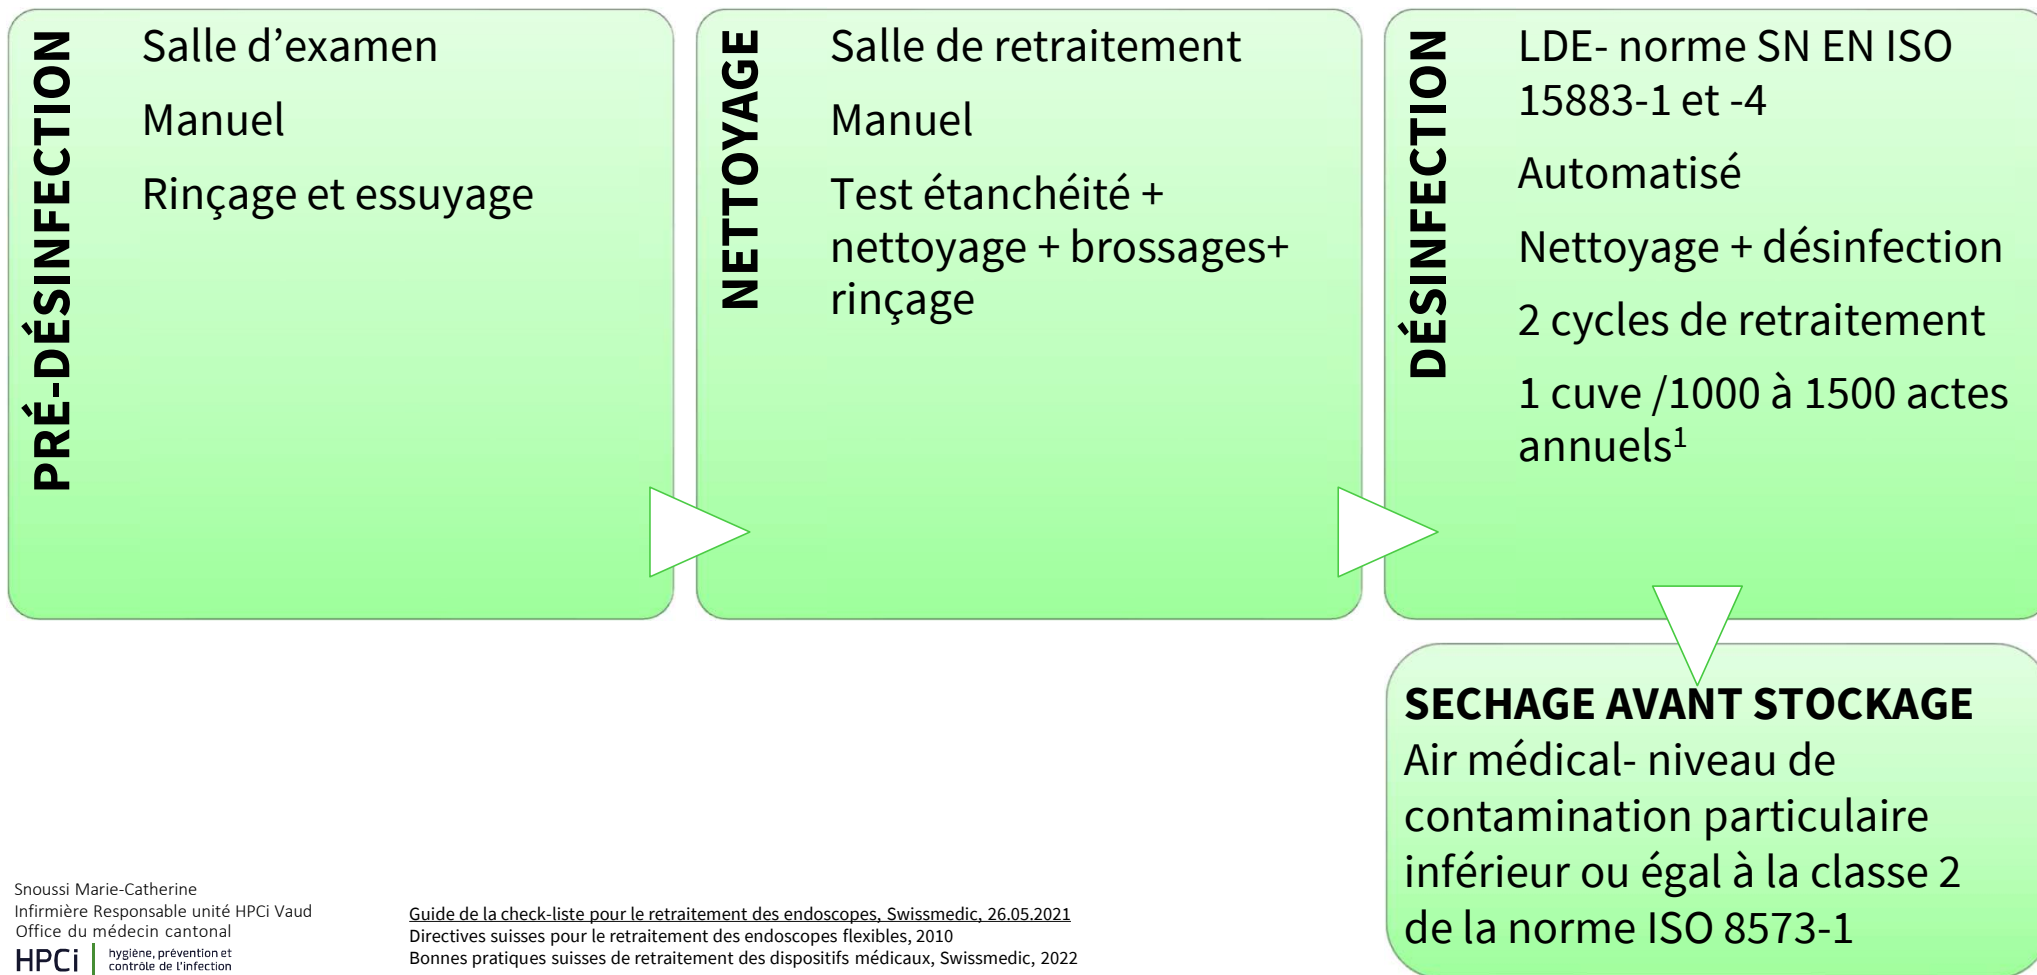 PRÉ-DÉSINFECTION
Salle d’examen
Manuel
Rinçage et essuyage
NETTOYAGE
Salle de retraitement
Manuel
Test étanchéité +
nettoyage + brossages+
rinçage
DÉSINFECTION
LDE- norme SN EN ISO
15883-1 et -4
Automatisé
Nettoyage + désinfection
2 cycles de retraitement
1 cuve /1000 à 1500 actes
annuels¹
SECHAGE AVANT STOCKAGE
Air médical- niveau de
contamination particulaire
inférieur ou égal à la classe 2
de la norme ISO 8573-1
Snoussi Marie-Catherine
Infirmière Responsable unité HPCi Vaud
Office du médecin cantonal
HPCi
hygiène, prévention et
contrôle de l'infection
Guide de la check-liste pour le retraitement des endoscopes, Swissmedic, 26.05.2021
Directives suisses pour le retraitement des endoscopes flexibles, 2010
Bonnes pratiques suisses de retraitement des dispositifs médicaux, Swissmedic, 2022